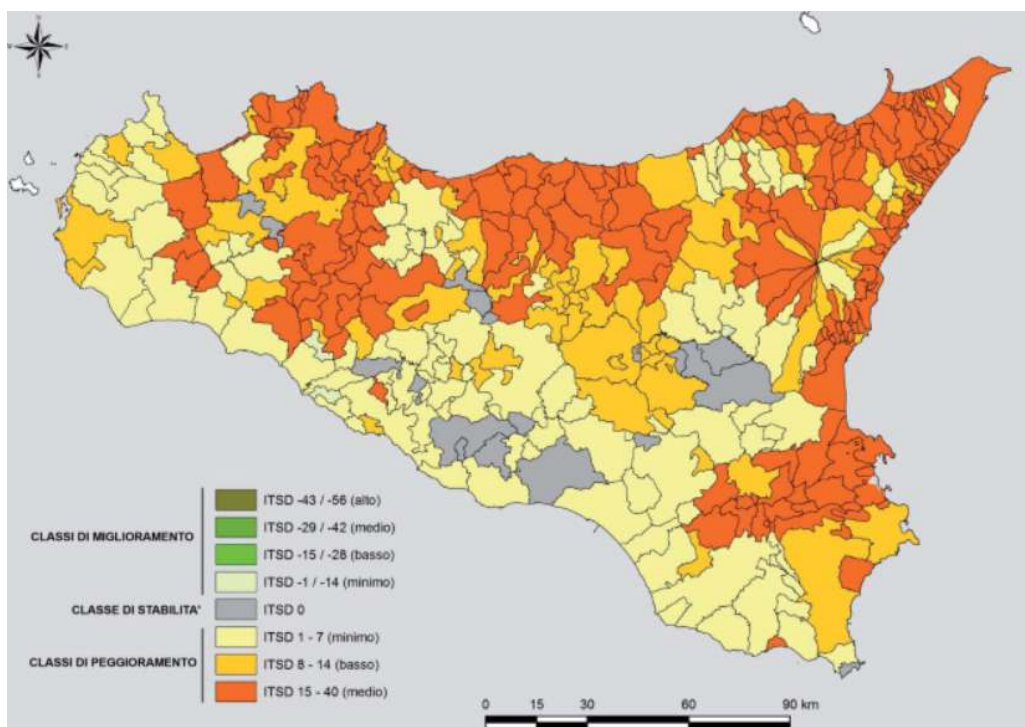 CLASSI DI MIGLIORAMENTO
ITSD -43 / -56 (alto)
ITSD -29 / -42 (medio)
ITSD -15 / -28 (basso)
ITSD -1 / -14 (minimo)
CLASSE DI STABILITA'
ITSD 0
CLASSI DI PEGGIORAMENTO
ITSD 1 - 7 (minimo)
ITSD 8 - 14 (basso)
ITSD 15 - 40 (medio)
0 15 30 60 90 km